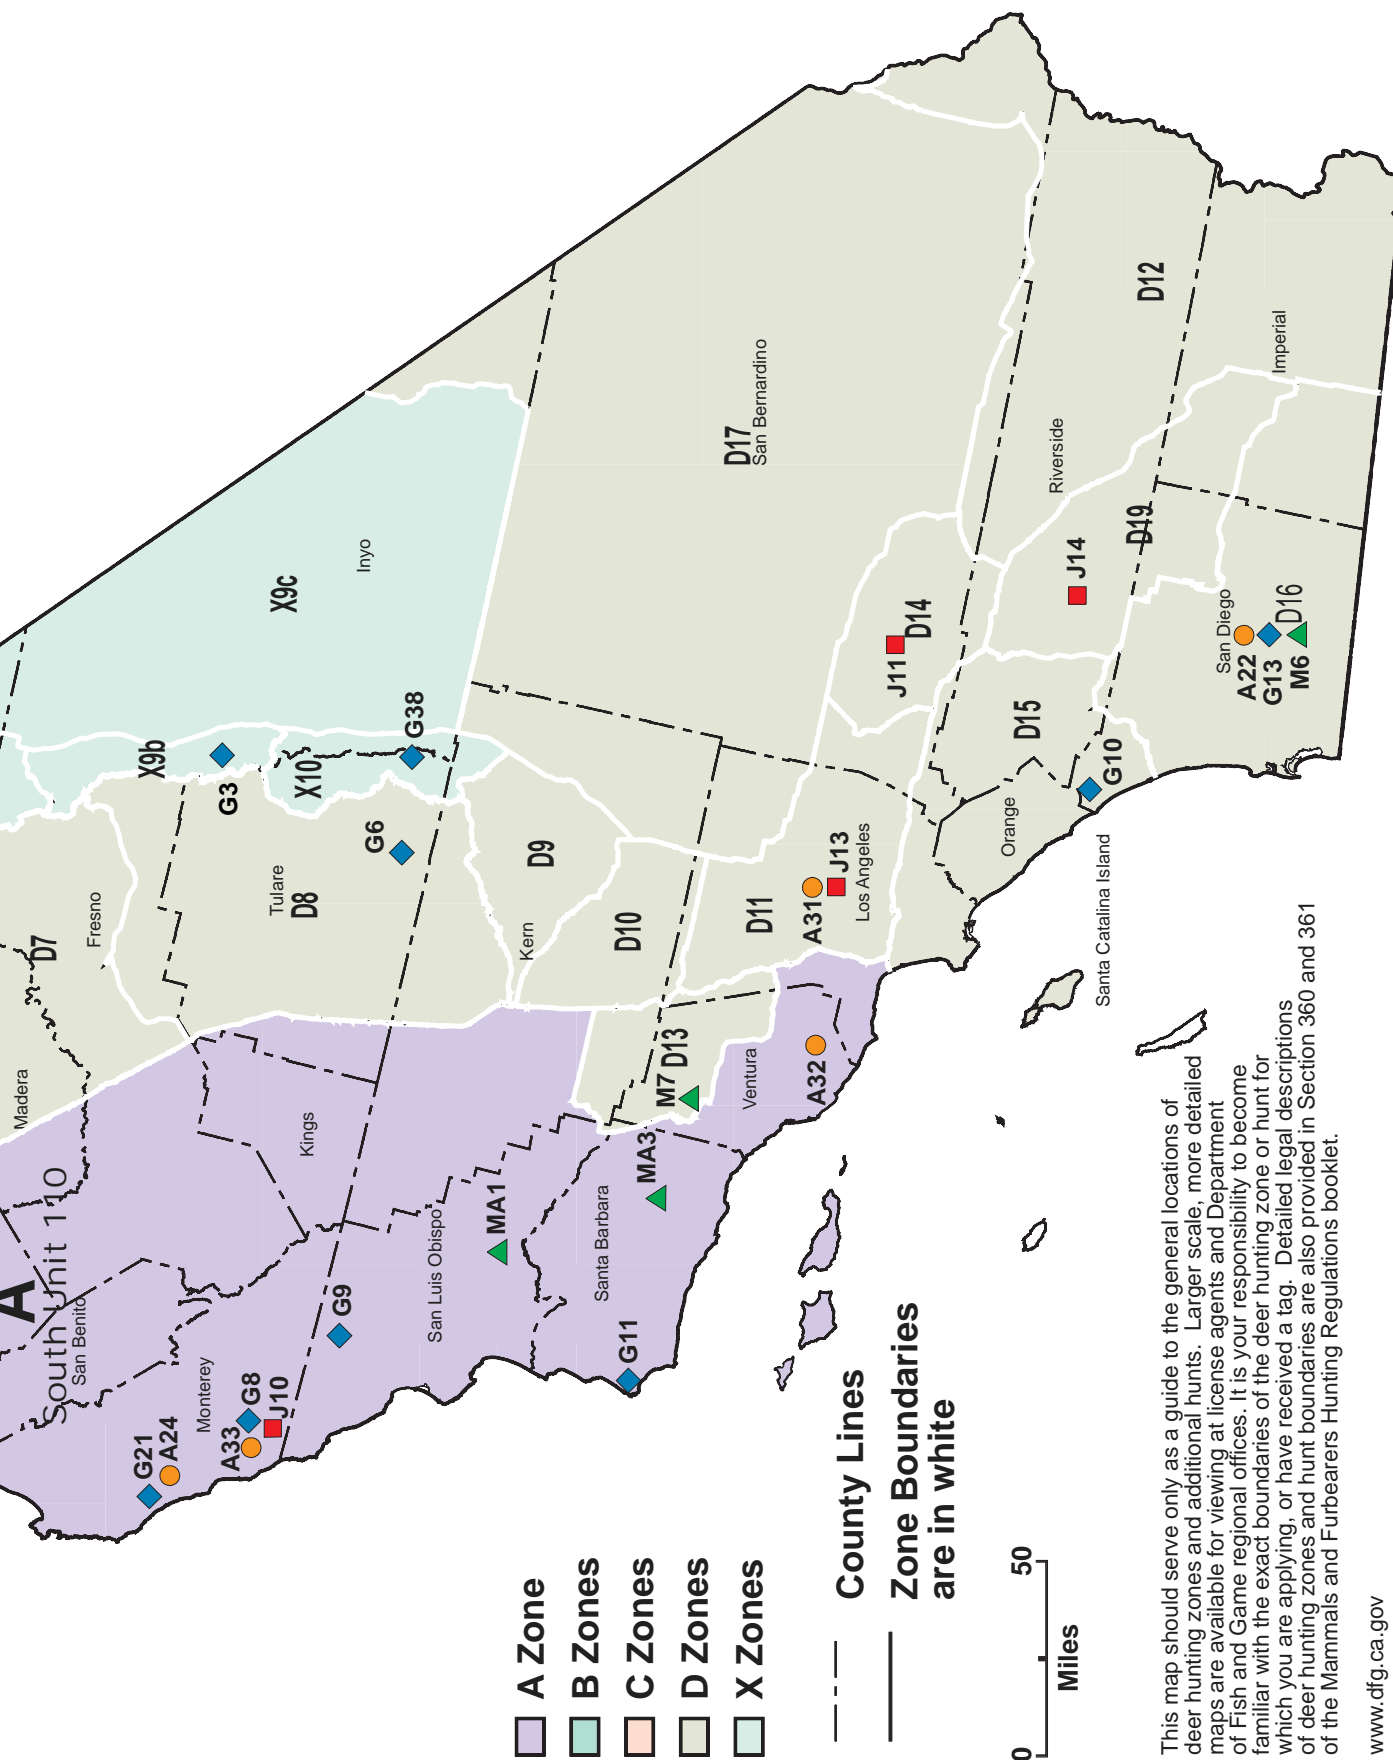 A
South Unit 110
San Benito
Madera
D7
Fresno
Monterey
G21
A24
A33
G8
J10
Kings
G9
Tulare
D8
G6
G3
X9b
X10
G38
X9c
Inyo
San Luis Obispo
MA1
Santa Barbara
MA3
G11
Kern
D9
D10
M7
D13
Ventura
A32
D11
A31
J13
Los Angeles
D17
San Bernardino
J11
D14
D15
Orange
G10
Riverside
J14
D19
D12
Imperial
San Diego
A22
G13
M6
D16
Santa Catalina Island
A Zone
B Zones
C Zones
D Zones
X Zones
County Lines
Zone Boundaries
are in white
0
50
Miles
This map should serve only as a guide to the general locations of
deer hunting zones and additional hunts. Larger scale, more detailed
maps are available for viewing at license agents and Department
of Fish and Game regional offices. It is your responsibility to become
familiar with the exact boundaries of the deer hunting zone or hunt for
which you are applying, or have received a tag. Detailed legal descriptions
of deer hunting zones and hunt boundaries are also provided in Section 360 and 361
of the Mammals and Furbearers Hunting Regulations booklet.
www.dfg.ca.gov